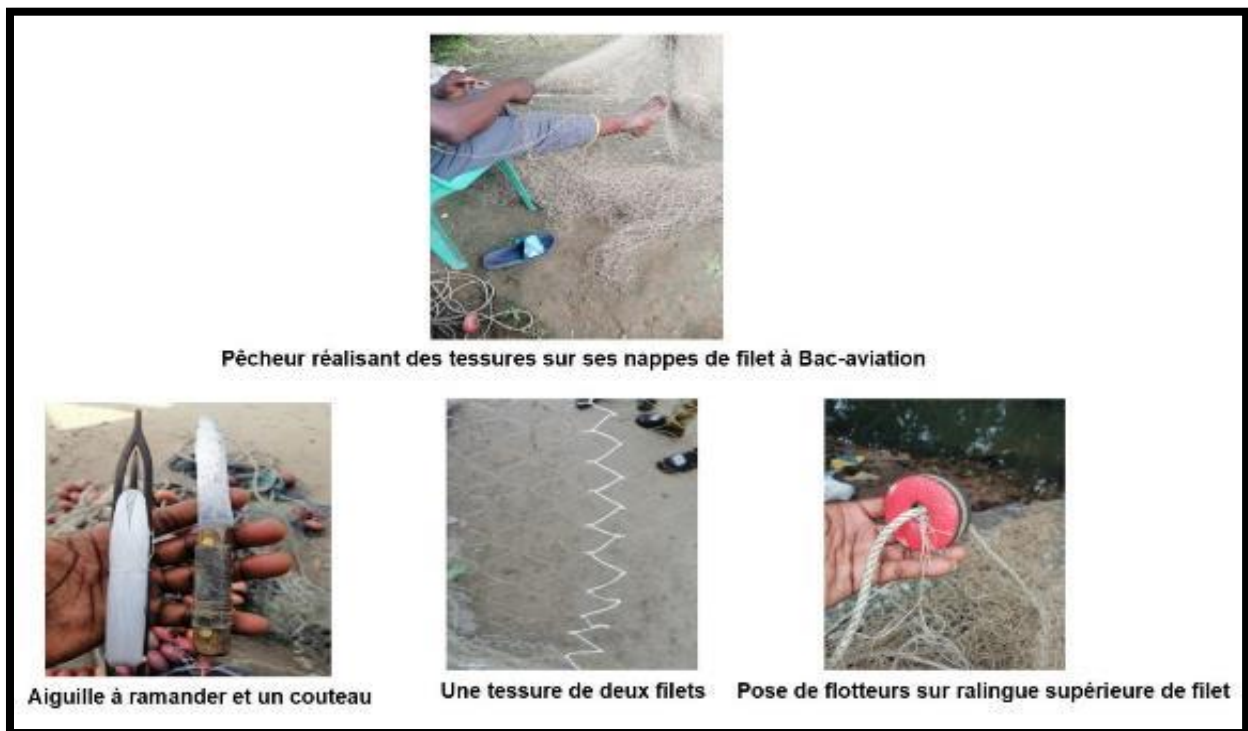 Pêcheur réalisant des tessures sur ses nappes de filet à Bac-aviation
Aiguille à ramander et un couteau
Une tessure de deux filets
Pose de flotteurs sur ralingue supérieure de filet